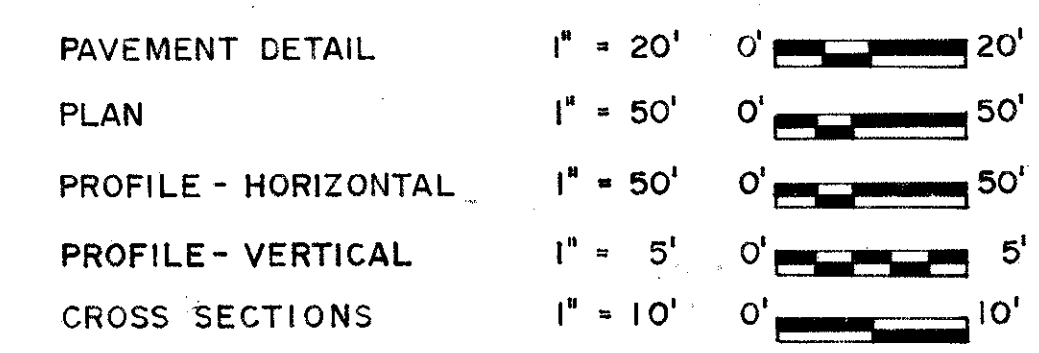 PAVEMENT DETAIL 1" = 20' 0' 20'
PLAN 1" = 50' 0' 50'
PROFILE - HORIZONTAL 1" = 50' 0' 50'
PROFILE - VERTICAL 1" = 5' 0' 5'
CROSS SECTIONS 1" = 10' 0' 10'